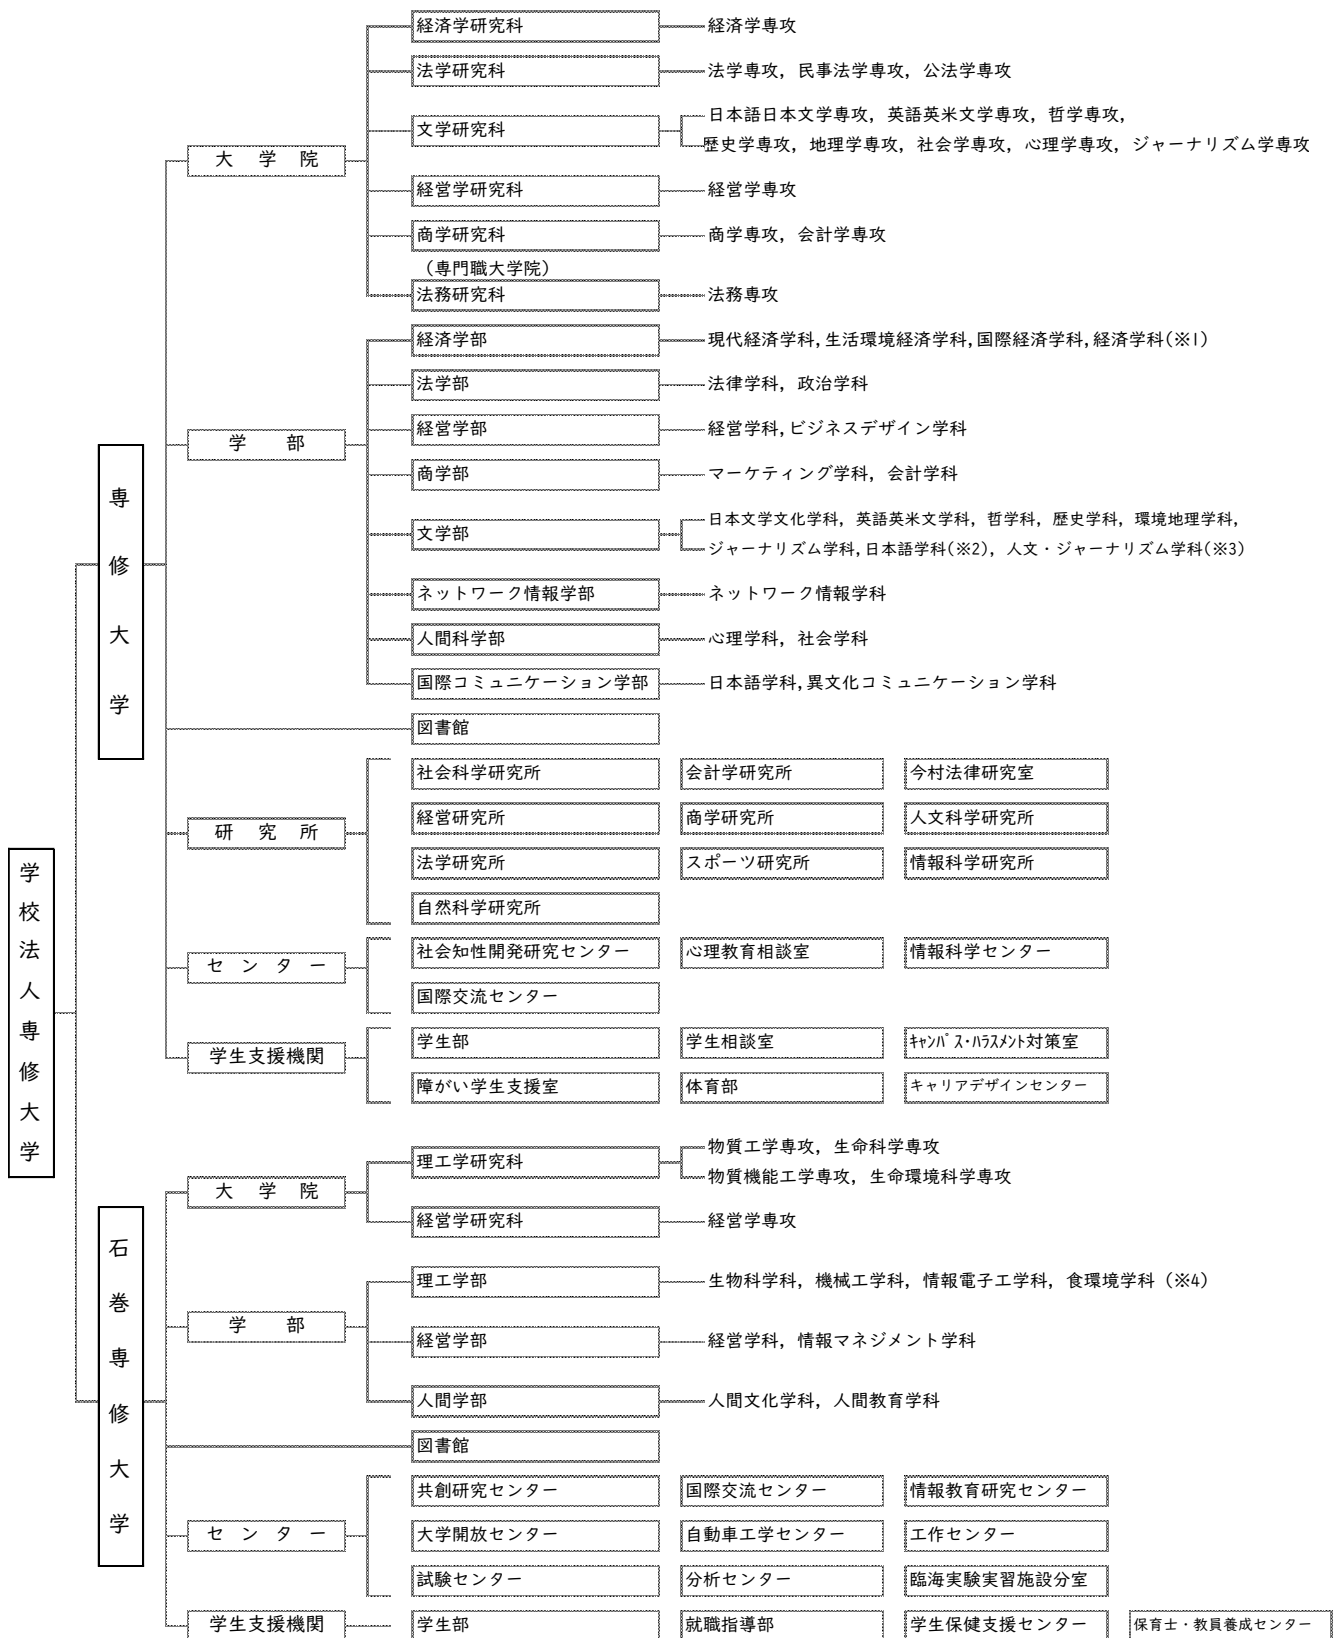 経済学研究科 経済学専攻
法学研究科 法学専攻，民事法学専攻，公法学専攻
日本語日本文学専攻，英語英米文学専攻，哲学専攻，
文学研究科
歴史学専攻，地理学専攻，社会学専攻，心理学専攻，ジャーナリズム学専攻
大学院
経営学研究科 経営学専攻
商学研究科 商学専攻，会計学専攻
（専門職大学院）
法務研究科 法務専攻
経済学部 現代経済学科,生活環境経済学科,国際経済学科,経済学科(※1)
法学部 法律学科，政治学科
学部
経営学部 経営学科,ビジネスデザイン学科
商学部 マーケティング学科，会計学科
日本文学文化学科，英語英米文学科，哲学科，歴史学科，環境地理学科，
文学部
ジャーナリズム学科,日本語学科(※2)，人文・ジャーナリズム学科(※3)
ネットワーク情報学部 ネットワーク情報学科
人間科学部 心理学科，社会学科
国際コミュニケーション学部 日本語学科,異文化コミュニケーション学科
専修大学
図書館
社会科学研究所 会計学研究所 今村法律研究室
研究所
経営研究所 商学研究所 人文科学研究所
法学研究所 スポーツ研究所 情報科学研究所
自然科学研究所
センター
社会知性開発研究センター 心理教育相談室 情報科学センター
国際交流センター
学生支援機関
学生部 学生相談室 ｷｬﾝﾊﾟｽ・ﾊﾗｽﾒﾝﾄ対策室
障がい学生支援室 体育部 キャリアデザインセンター
学校法人専修大学
物質工学専攻，生命科学専攻
理工学研究科
物質機能工学専攻，生命環境科学専攻
大学院
経営学研究科 経営学専攻
理工学部 生物科学科，機械工学科，情報電子工学科，食環境学科（※4）
学部
経営学部 経営学科，情報マネジメント学科
人間学部 人間文化学科，人間教育学科
石巻専修大学
図書館
共創研究センター 国際交流センター 情報教育研究センター
センター
大学開放センター 自動車工学センター 工作センター
試験センター 分析センター 臨海実験実習施設分室
学生支援機関 学生部 就職指導部 学生保健支援センター 保育士・教員養成センター